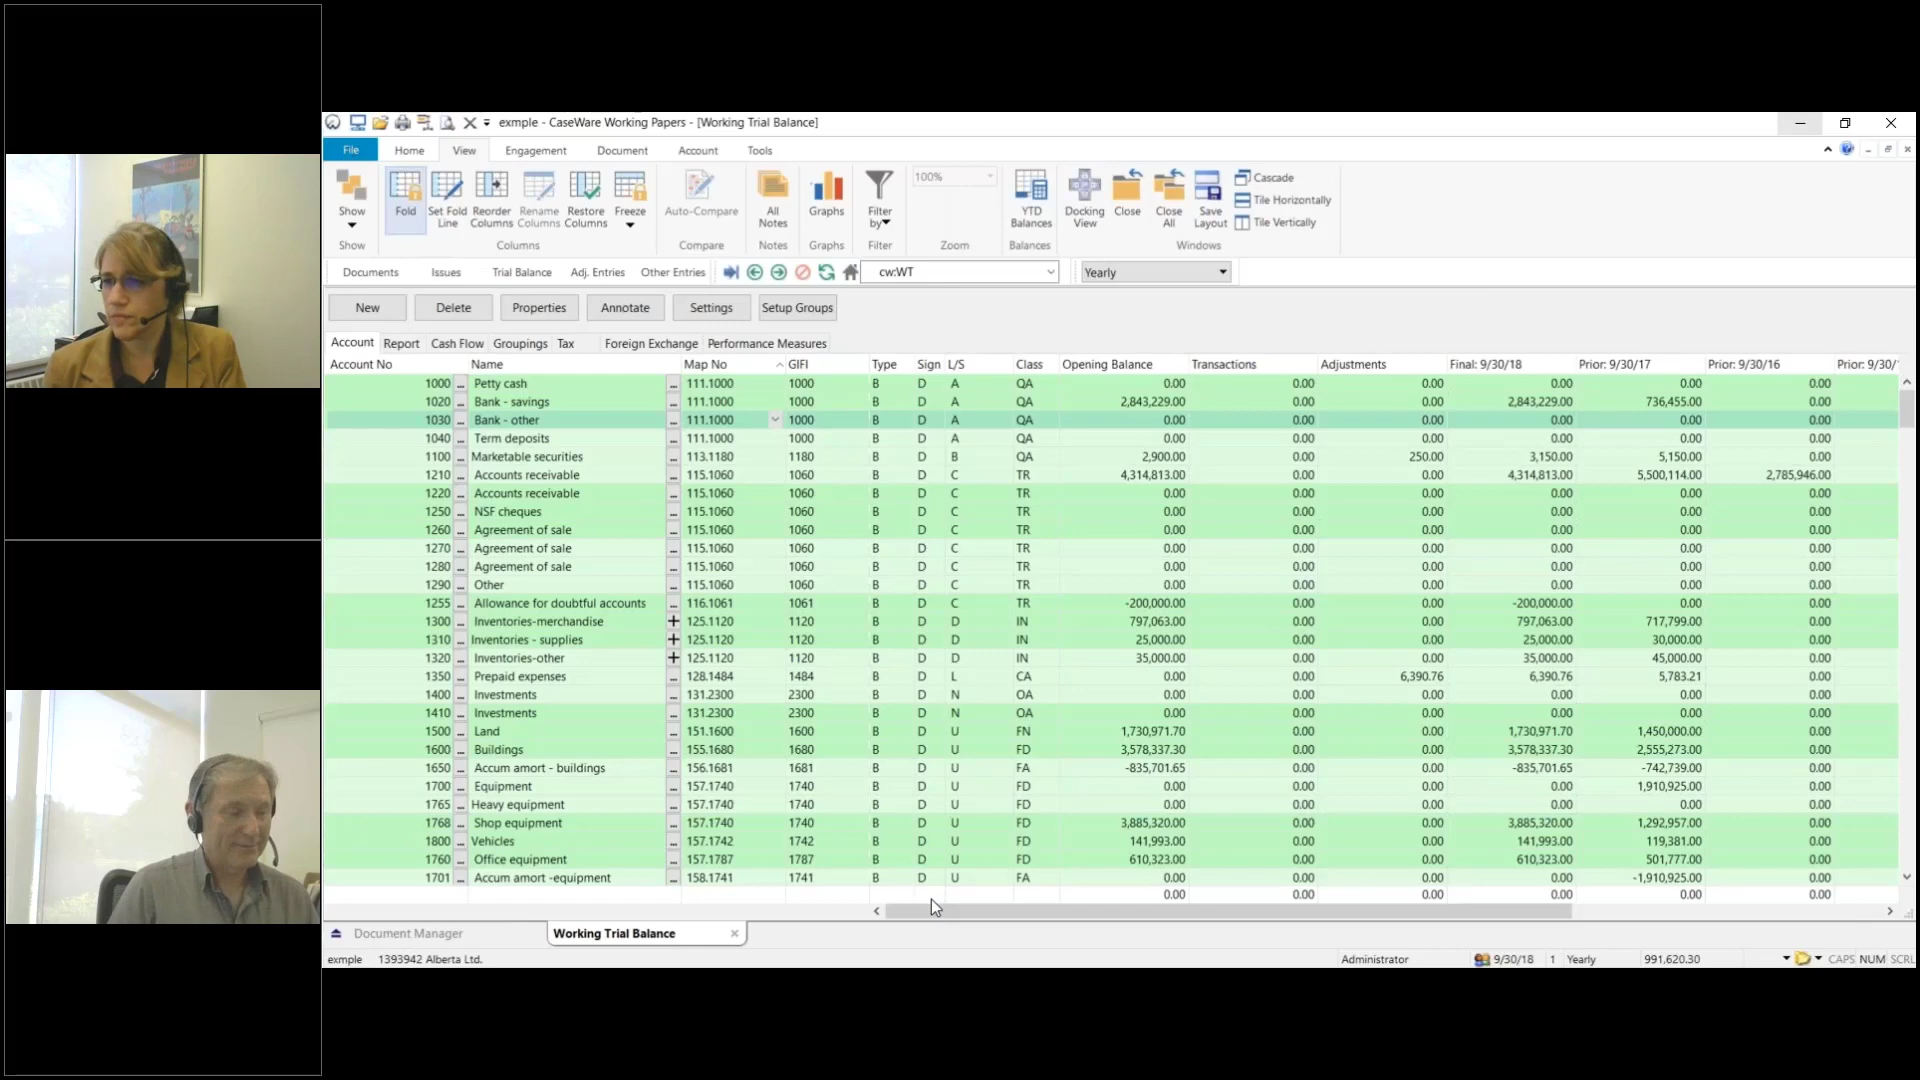 exmple - CaseWare Working Papers - [Working Trial Balance]
File Home View Engagement Document Account Tools
Show Fold Set Fold Line Reorder Columns Rename Columns Restore Columns Freeze Auto-Compare All Notes Graphs Filter by 100% YTD Balances Docking View Close Close All Save Layout Cascade Tile Horizontally Tile Vertically
Show Columns Compare Notes Graphs Filter Zoom Balances Windows
Documents Issues Trial Balance Adj. Entries Other Entries cw:WT Yearly
New Delete Properties Annotate Settings Setup Groups
Account Report Cash Flow Groupings Tax Foreign Exchange Performance Measures
Account No Name Map No GIFI Type Sign L/S Class Opening Balance Transactions Adjustments Final: 9/30/18 Prior: 9/30/17 Prior: 9/30/16 Prior: 9/30/
1000 ... Petty cash ... 111.1000 1000 B D A QA 0.00 0.00 0.00 0.00 0.00 0.00
1020 ... Bank - savings ... 111.1000 1000 B D A QA 2,843,229.00 0.00 0.00 2,843,229.00 736,455.00 0.00
1030 ... Bank - other ... 111.1000 1000 B D A QA 0.00 0.00 0.00 0.00 0.00 0.00
1040 ... Term deposits ... 111.1000 1000 B D A QA 0.00 0.00 0.00 0.00 0.00 0.00
1100 ... Marketable securities ... 113.1180 1180 B D B QA 2,900.00 0.00 250.00 3,150.00 5,150.00 0.00
1210 ... Accounts receivable ... 115.1060 1060 B D C TR 4,314,813.00 0.00 0.00 4,314,813.00 5,500,114.00 2,785,946.00
1220 ... Accounts receivable ... 115.1060 1060 B D C TR 0.00 0.00 0.00 0.00 0.00 0.00
1250 ... NSF cheques ... 115.1060 1060 B D C TR 0.00 0.00 0.00 0.00 0.00 0.00
1260 ... Agreement of sale ... 115.1060 1060 B D C TR 0.00 0.00 0.00 0.00 0.00 0.00
1270 ... Agreement of sale ... 115.1060 1060 B D C TR 0.00 0.00 0.00 0.00 0.00 0.00
1280 ... Agreement of sale ... 115.1060 1060 B D C TR 0.00 0.00 0.00 0.00 0.00 0.00
1290 ... Other ... 115.1060 1060 B D C TR 0.00 0.00 0.00 0.00 0.00 0.00
1255 ... Allowance for doubtful accounts ... 116.1061 1061 B D C TR -200,000.00 0.00 0.00 -200,000.00 0.00 0.00
1300 ... Inventories-merchandise + 125.1120 1120 B D D IN 797,063.00 0.00 0.00 797,063.00 717,799.00 0.00
1310 ... Inventories - supplies + 125.1120 1120 B D D IN 25,000.00 0.00 0.00 25,000.00 30,000.00 0.00
1320 ... Inventories-other + 125.1120 1120 B D D IN 35,000.00 0.00 0.00 35,000.00 45,000.00 0.00
1350 ... Prepaid expenses ... 128.1484 1484 B D L CA 0.00 0.00 6,390.76 6,390.76 5,783.21 0.00
1400 ... Investments ... 131.2300 2300 B D N OA 0.00 0.00 0.00 0.00 0.00 0.00
1410 ... Investments ... 131.2300 2300 B D N OA 0.00 0.00 0.00 0.00 0.00 0.00
1500 ... Land ... 151.1600 1600 B D U FN 1,730,971.70 0.00 0.00 1,730,971.70 1,450,000.00 0.00
1600 ... Buildings ... 155.1680 1680 B D U FD 3,578,337.30 0.00 0.00 3,578,337.30 2,555,273.00 0.00
1650 ... Accum amort - buildings ... 156.1681 1681 B D U FA -835,701.65 0.00 0.00 -835,701.65 -742,739.00 0.00
1700 ... Equipment ... 157.1740 1740 B D U FD 0.00 0.00 0.00 0.00 1,910,925.00 0.00
1765 ... Heavy equipment ... 157.1740 1740 B D U FD 0.00 0.00 0.00 0.00 0.00 0.00
1768 ... Shop equipment ... 157.1740 1740 B D U FD 3,885,320.00 0.00 0.00 3,885,320.00 1,292,957.00 0.00
1800 ... Vehicles ... 157.1742 1742 B D U FD 141,993.00 0.00 0.00 141,993.00 119,381.00 0.00
1760 ... Office equipment ... 157.1787 1787 B D U FD 610,323.00 0.00 0.00 610,323.00 501,777.00 0.00
1701 ... Accum amort -equipment ... 158.1741 1741 B D U FA 0.00 0.00 0.00 0.00 -1,910,925.00 0.00
0.00 0.00 0.00 0.00 0.00 0.00
Document Manager Working Trial Balance
exmple 1393942 Alberta Ltd. Administrator 9/30/18 1 Yearly 991,620.30 CAPS NUM SCRL